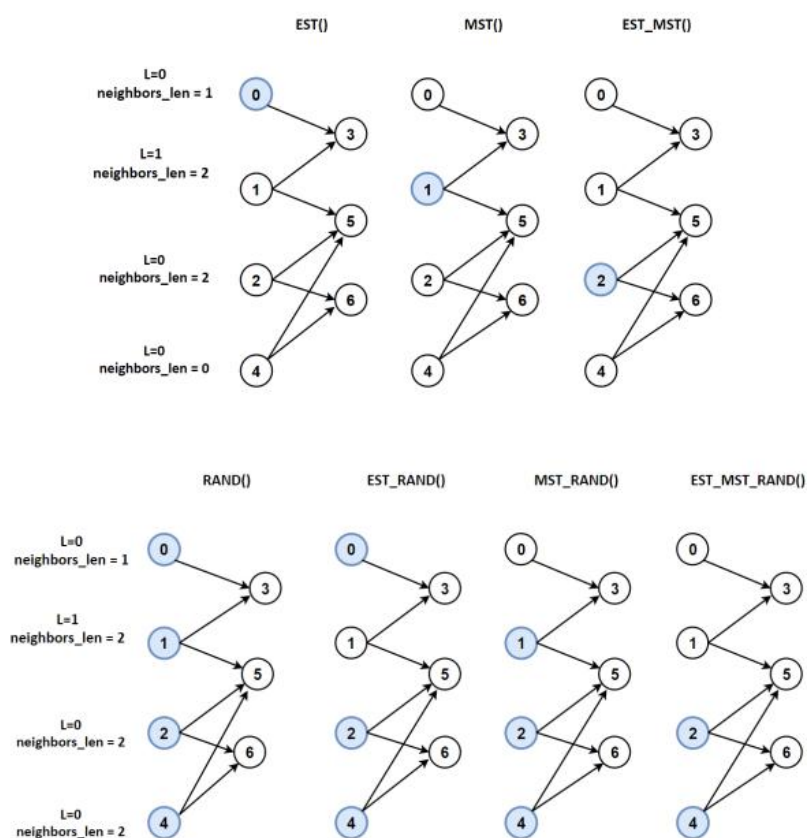 EST() MST() EST_MST()
L=0
neighbors_len = 1
0 0 0
3 3 3
L=1
neighbors_len = 2
1 1 1
5 5 5
L=0
neighbors_len = 2
2 2 2
6 6 6
L=0
neighbors_len = 0
4 4 4
RAND() EST_RAND() MST_RAND() EST_MST_RAND()
L=0
neighbors_len = 1
0 0 0 0
3 3 3 3
L=1
neighbors_len = 2
1 1 1 1
5 5 5 5
L=0
neighbors_len = 2
2 2 2 2
6 6 6 6
L=0
neighbors_len = 2
4 4 4 4